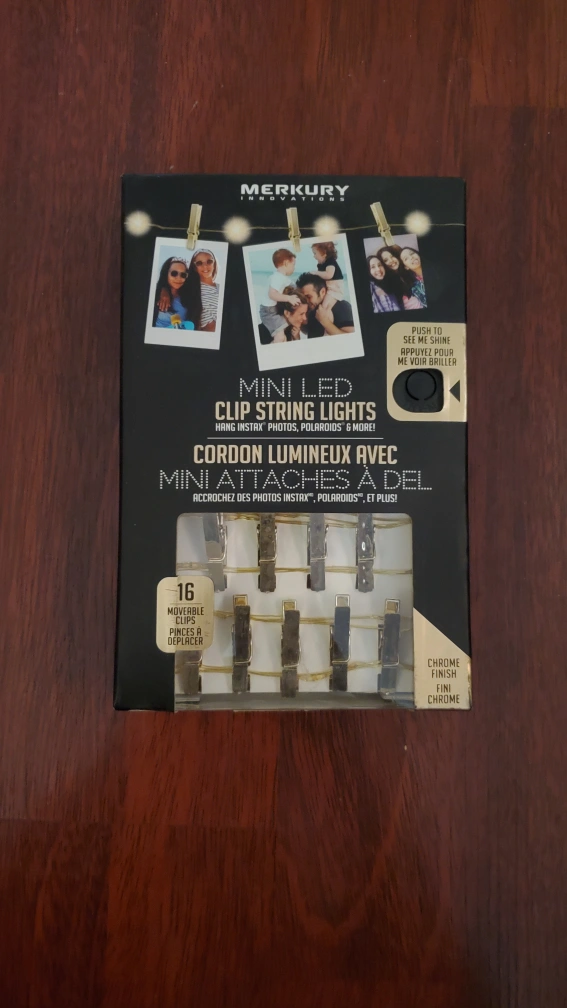 MERKURY
INNOVATIONS
PUSH TO
SEE ME SHINE
APPUYEZ POUR
ME VOIR BRILLER
MINI LED
CLIP STRING LIGHTS
HANG INSTAX® PHOTOS, POLAROIDS® & MORE!
CORDON LUMINEUX AVEC
MINI ATTACHES À DEL
ACCROCHEZ DES PHOTOS INSTAXᴹᴰ, POLAROIDSᴹᴰ, ET PLUS!
16
MOVEABLE
CLIPS
PINCES À
DÉPLACER
CHROME
FINISH
FINI
CHROME